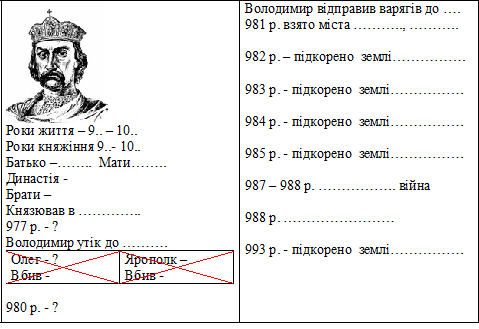 Роки життя – 9.. – 10..
Роки княжіння 9..- 10..
Батько –…….. Мати……..
Династія -
Брати –
Князював в …………..
977 р. - ?
Володимир утік до ……….
Олег - ?
Вбив -
Ярополк –
Вбив -
980 р. - ?
Володимир відправив варягів до ….
981 р. взято міста ……….., …………
982 р. – підкорено землі………………
983 р. - підкорено землі………………
984 р. - підкорено землі………………
985 р. - підкорено землі………………
987 – 988 р. ………………. війна
988 р. ………………………
993 р. - підкорено землі………………